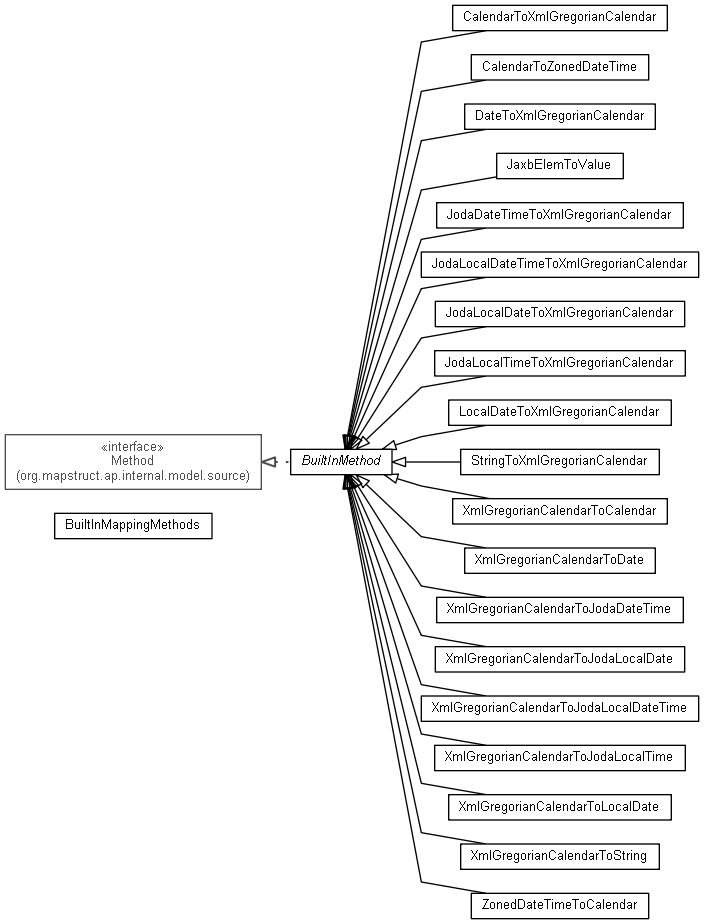 CalendarToXmlGregorianCalendar
CalendarToZonedDateTime
DateToXmlGregorianCalendar
JaxbElemToValue
JodaDateTimeToXmlGregorianCalendar
JodaLocalDateTimeToXmlGregorianCalendar
JodaLocalDateToXmlGregorianCalendar
JodaLocalTimeToXmlGregorianCalendar
LocalDateToXmlGregorianCalendar
«interface»
Method
(org.mapstruct.ap.internal.model.source)
BuiltInMethod
StringToXmlGregorianCalendar
XmlGregorianCalendarToCalendar
BuiltInMappingMethods
XmlGregorianCalendarToDate
XmlGregorianCalendarToJodaDateTime
XmlGregorianCalendarToJodaLocalDate
XmlGregorianCalendarToJodaLocalDateTime
XmlGregorianCalendarToJodaLocalTime
XmlGregorianCalendarToLocalDate
XmlGregorianCalendarToString
ZonedDateTimeToCalendar